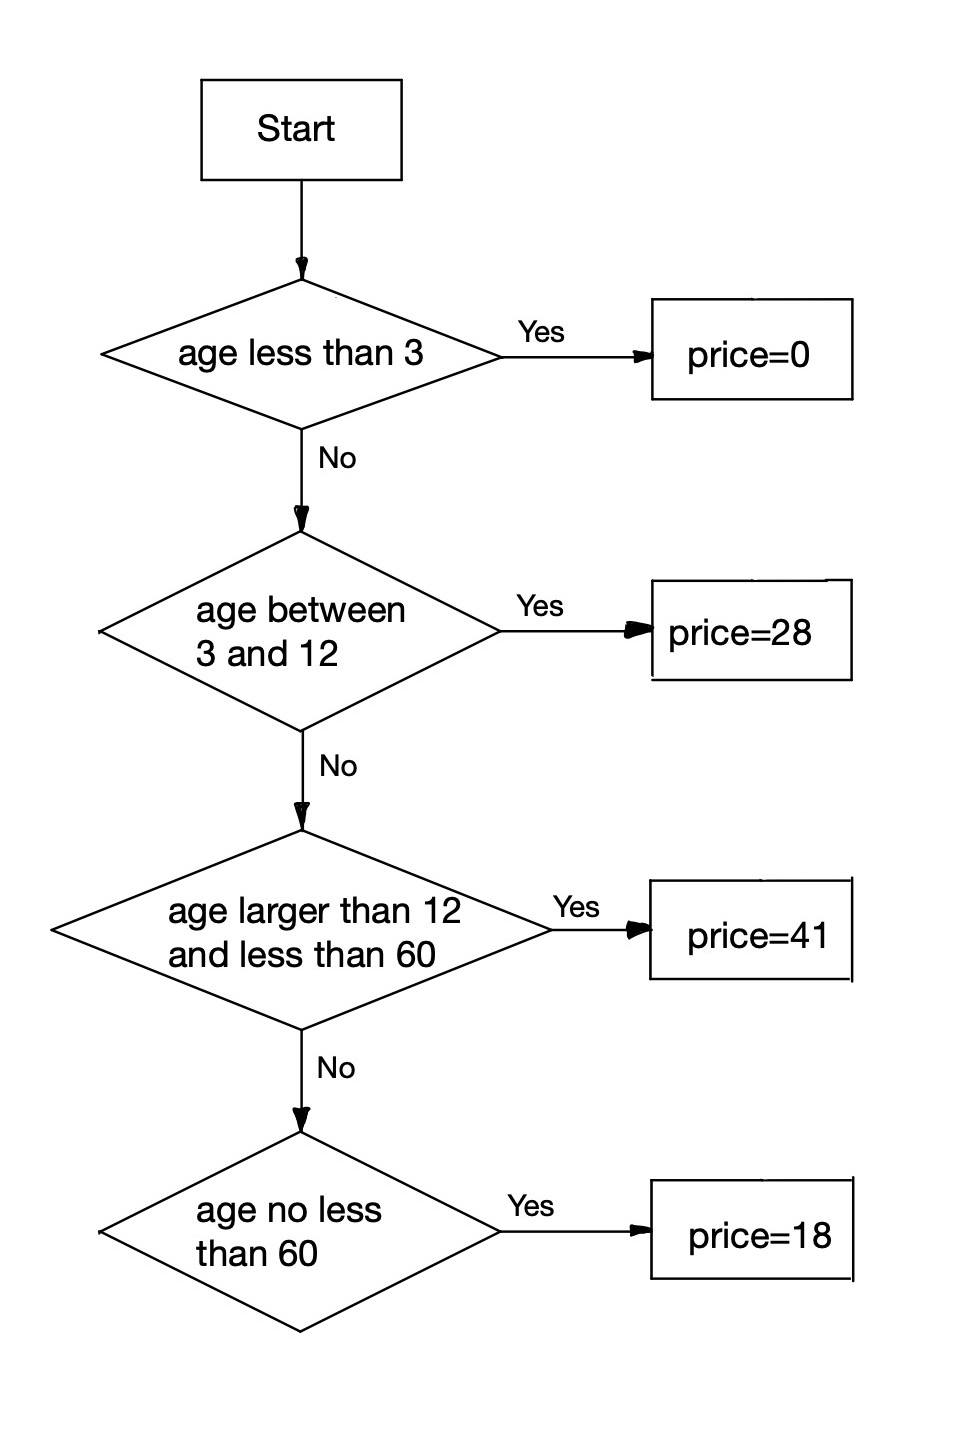 Start
age less than 3
Yes
price=0
No
age between
3 and 12
Yes
price=28
No
age larger than 12
and less than 60
Yes
price=41
No
age no less
than 60
Yes
price=18